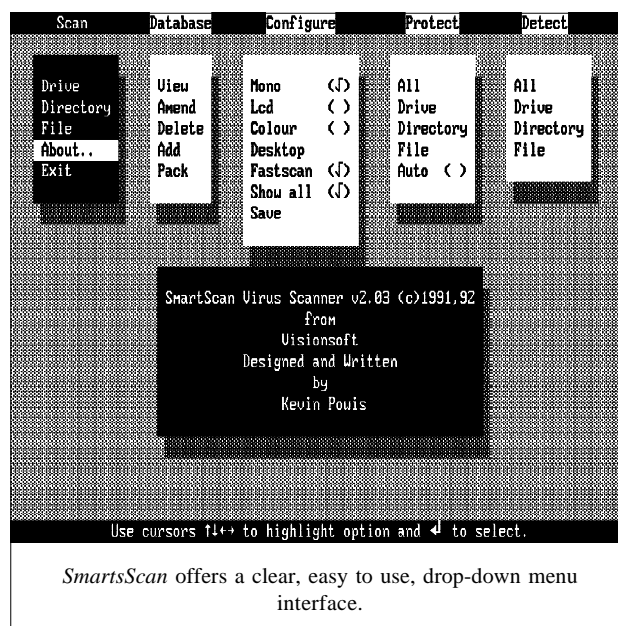 Scan Database Configure Protect Detect
Drive
Directory
File
About..
Exit
View
Amend
Delete
Add
Pack
Mono (√)
Lcd ( )
Colour ( )
Desktop
Fastscan (√)
Show all (√)
Save
All
Drive
Directory
File
Auto ( )
All
Drive
Directory
File
SmartScan Virus Scanner v2.03 (c)1991,92
from
Visionsoft
Designed and Written
by
Kevin Powis
Use cursors ↑↓←→ to highlight option and ↵ to select.
SmartsScan offers a clear, easy to use, drop-down menu
interface.